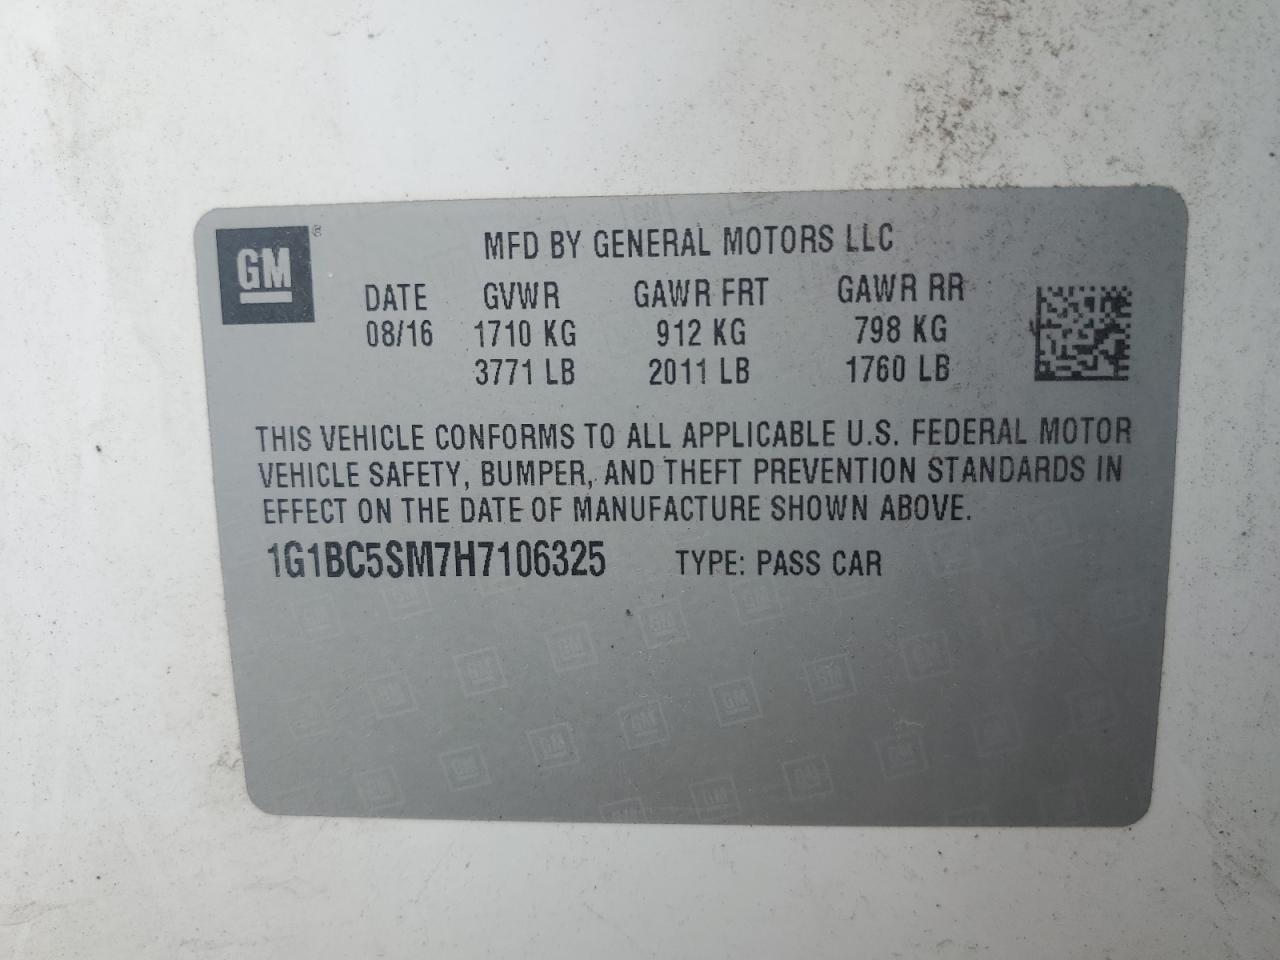 GM®
MFD BY GENERAL MOTORS LLC
DATE GVWR GAWR FRT GAWR RR
08/16 1710 KG 912 KG 798 KG
3771 LB 2011 LB 1760 LB
THIS VEHICLE CONFORMS TO ALL APPLICABLE U.S. FEDERAL MOTOR
VEHICLE SAFETY, BUMPER, AND THEFT PREVENTION STANDARDS IN
EFFECT ON THE DATE OF MANUFACTURE SHOWN ABOVE.
1G1BC5SM7H7106325 TYPE: PASS CAR